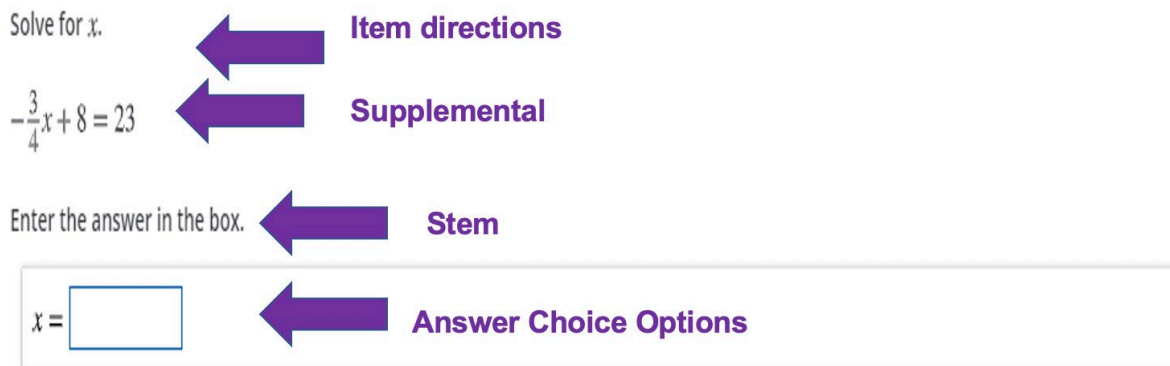 Solve for x.
Item directions
-3/4x + 8 = 23
Supplemental
Enter the answer in the box.
Stem
x =
Answer Choice Options